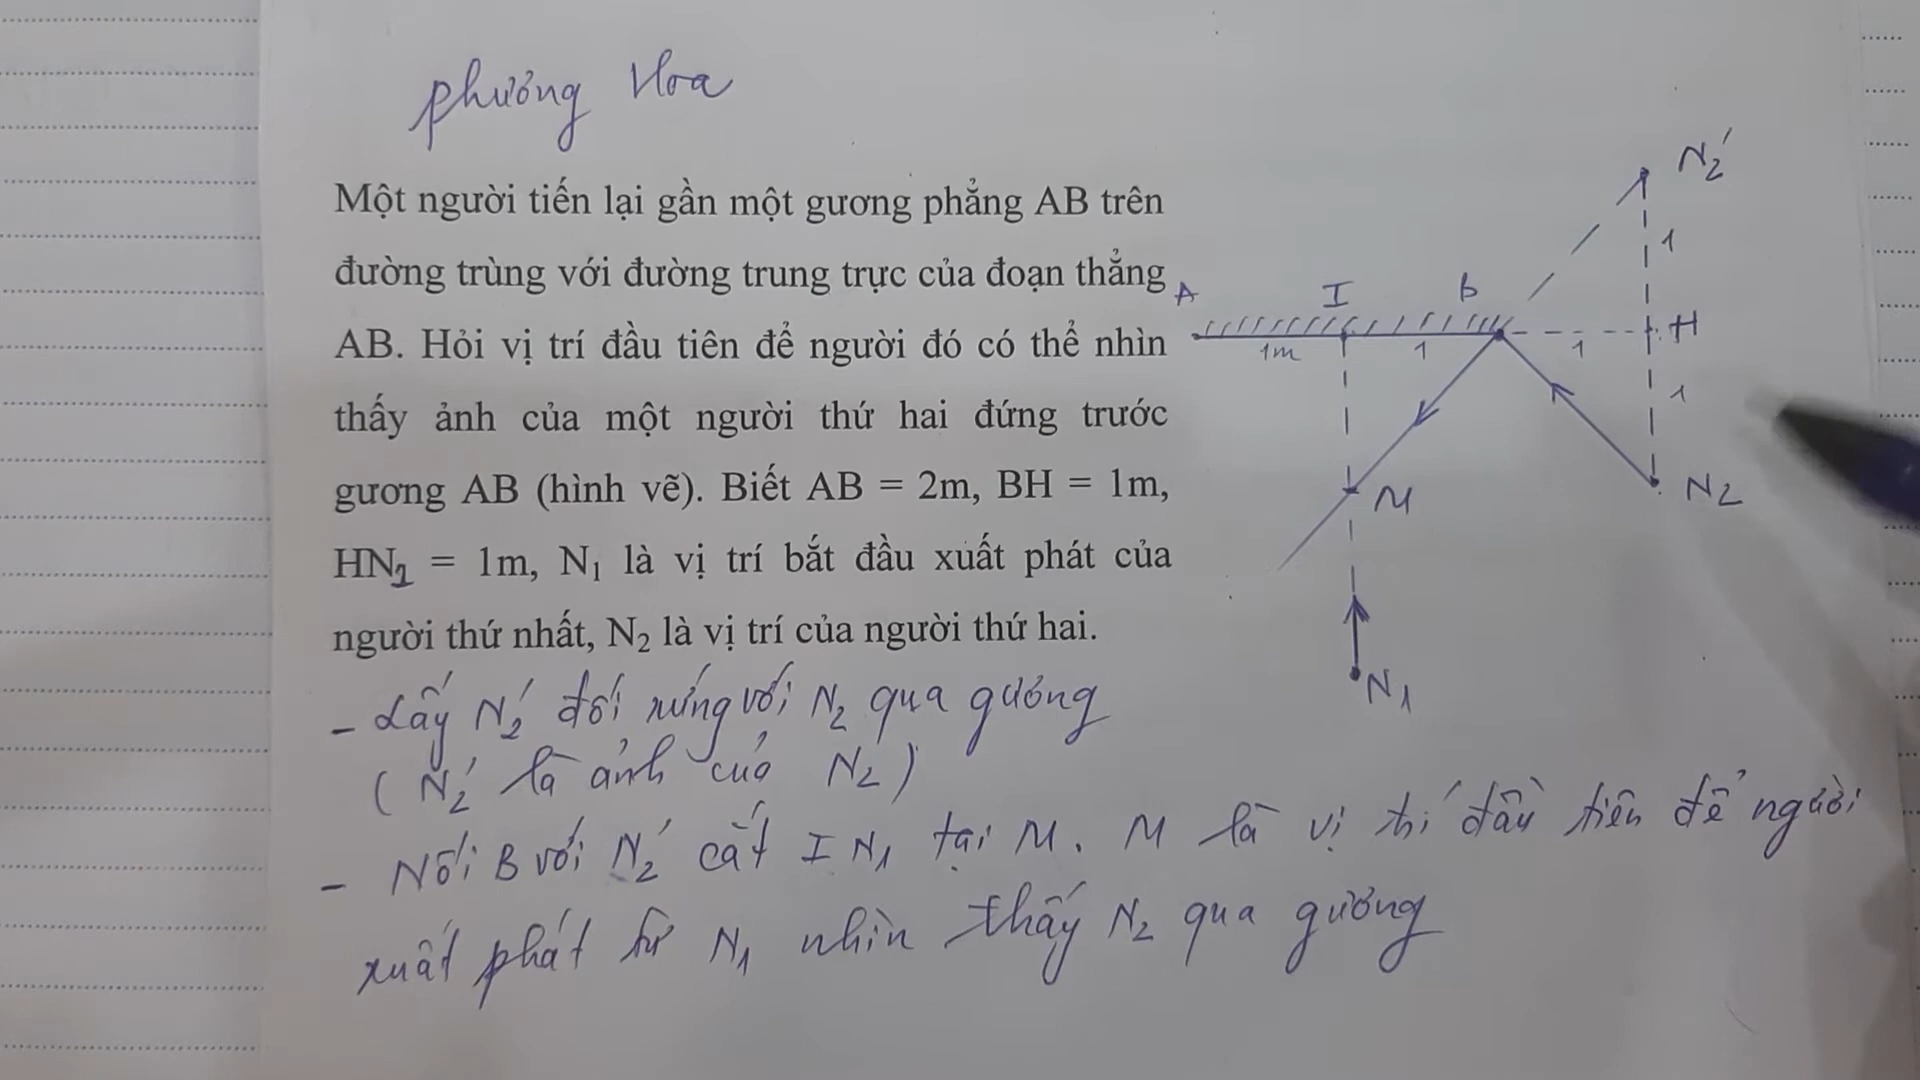 phương Hoa
Một người tiến lại gần một gương phẳng AB trên
đường trùng với đường trung trực của đoạn thẳng
AB. Hỏi vị trí đầu tiên để người đó có thể nhìn
thấy ảnh của một người thứ hai đứng trước
gương AB (hình vẽ). Biết AB = 2m, BH = 1m,
HN₂ = 1m, N₁ là vị trí bắt đầu xuất phát của
người thứ nhất, N₂ là vị trí của người thứ hai.
- Lấy N₂' đối xứng với N₂ qua gương
( N₂' là ảnh của N₂ )
- Nối B với N₂' cắt I N₁ tại M. M là vị trí đầu tiên để người
xuất phát từ N₁ nhìn thấy N₂ qua gương
N₂'
1
A I B H
1m 1 1
1
M N₂
N₁